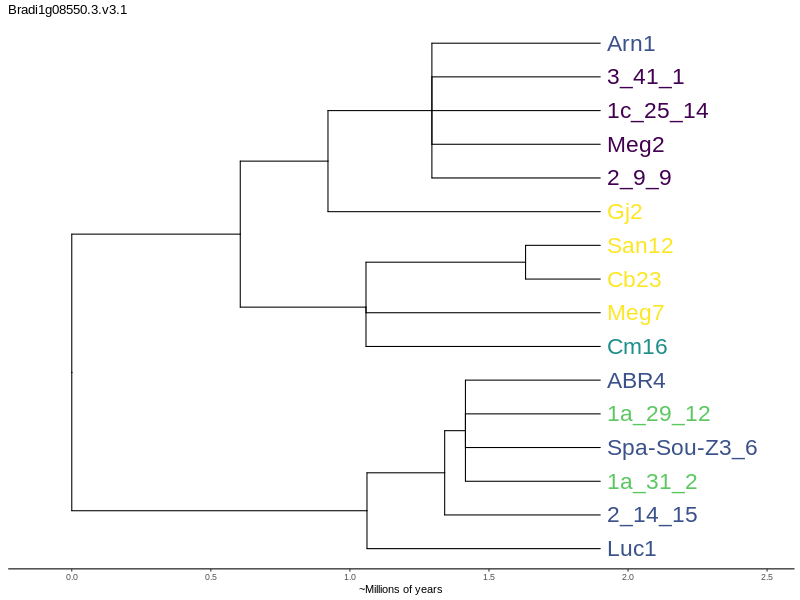 Bradi1g08550.3.v3.1
Arn1
3_41_1
1c_25_14
Meg2
2_9_9
Gj2
San12
Cb23
Meg7
Cm16
ABR4
1a_29_12
Spa-Sou-Z3_6
1a_31_2
2_14_15
Luc1
0.0 0.5 1.0 1.5 2.0 2.5
~Millions of years